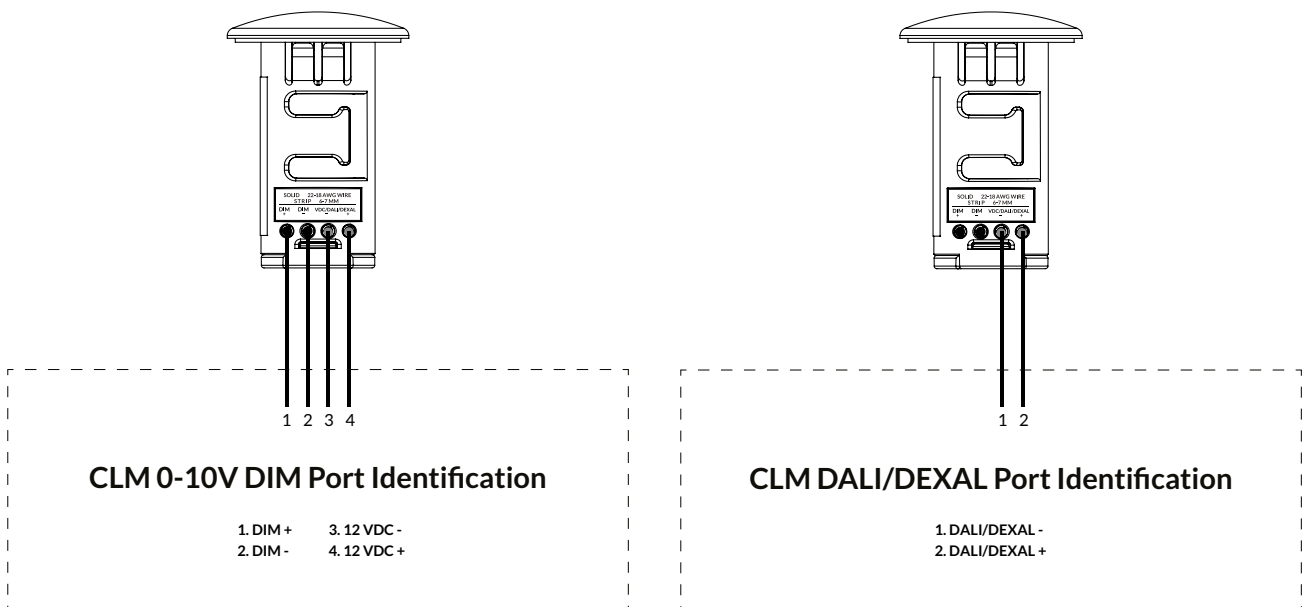 SOLID 22-18 AWG WIRE
STRIP 6-7 MM
DIM DIM VDC/DALI/DEXAL
+ - - +
1 2 3 4
CLM 0-10V DIM Port Identification
1. DIM + 3. 12 VDC -
2. DIM - 4. 12 VDC +
SOLID 22-18 AWG WIRE
STRIP 6-7 MM
DIM DIM VDC/DALI/DEXAL
+ - - +
1 2
CLM DALI/DEXAL Port Identification
1. DALI/DEXAL -
2. DALI/DEXAL +